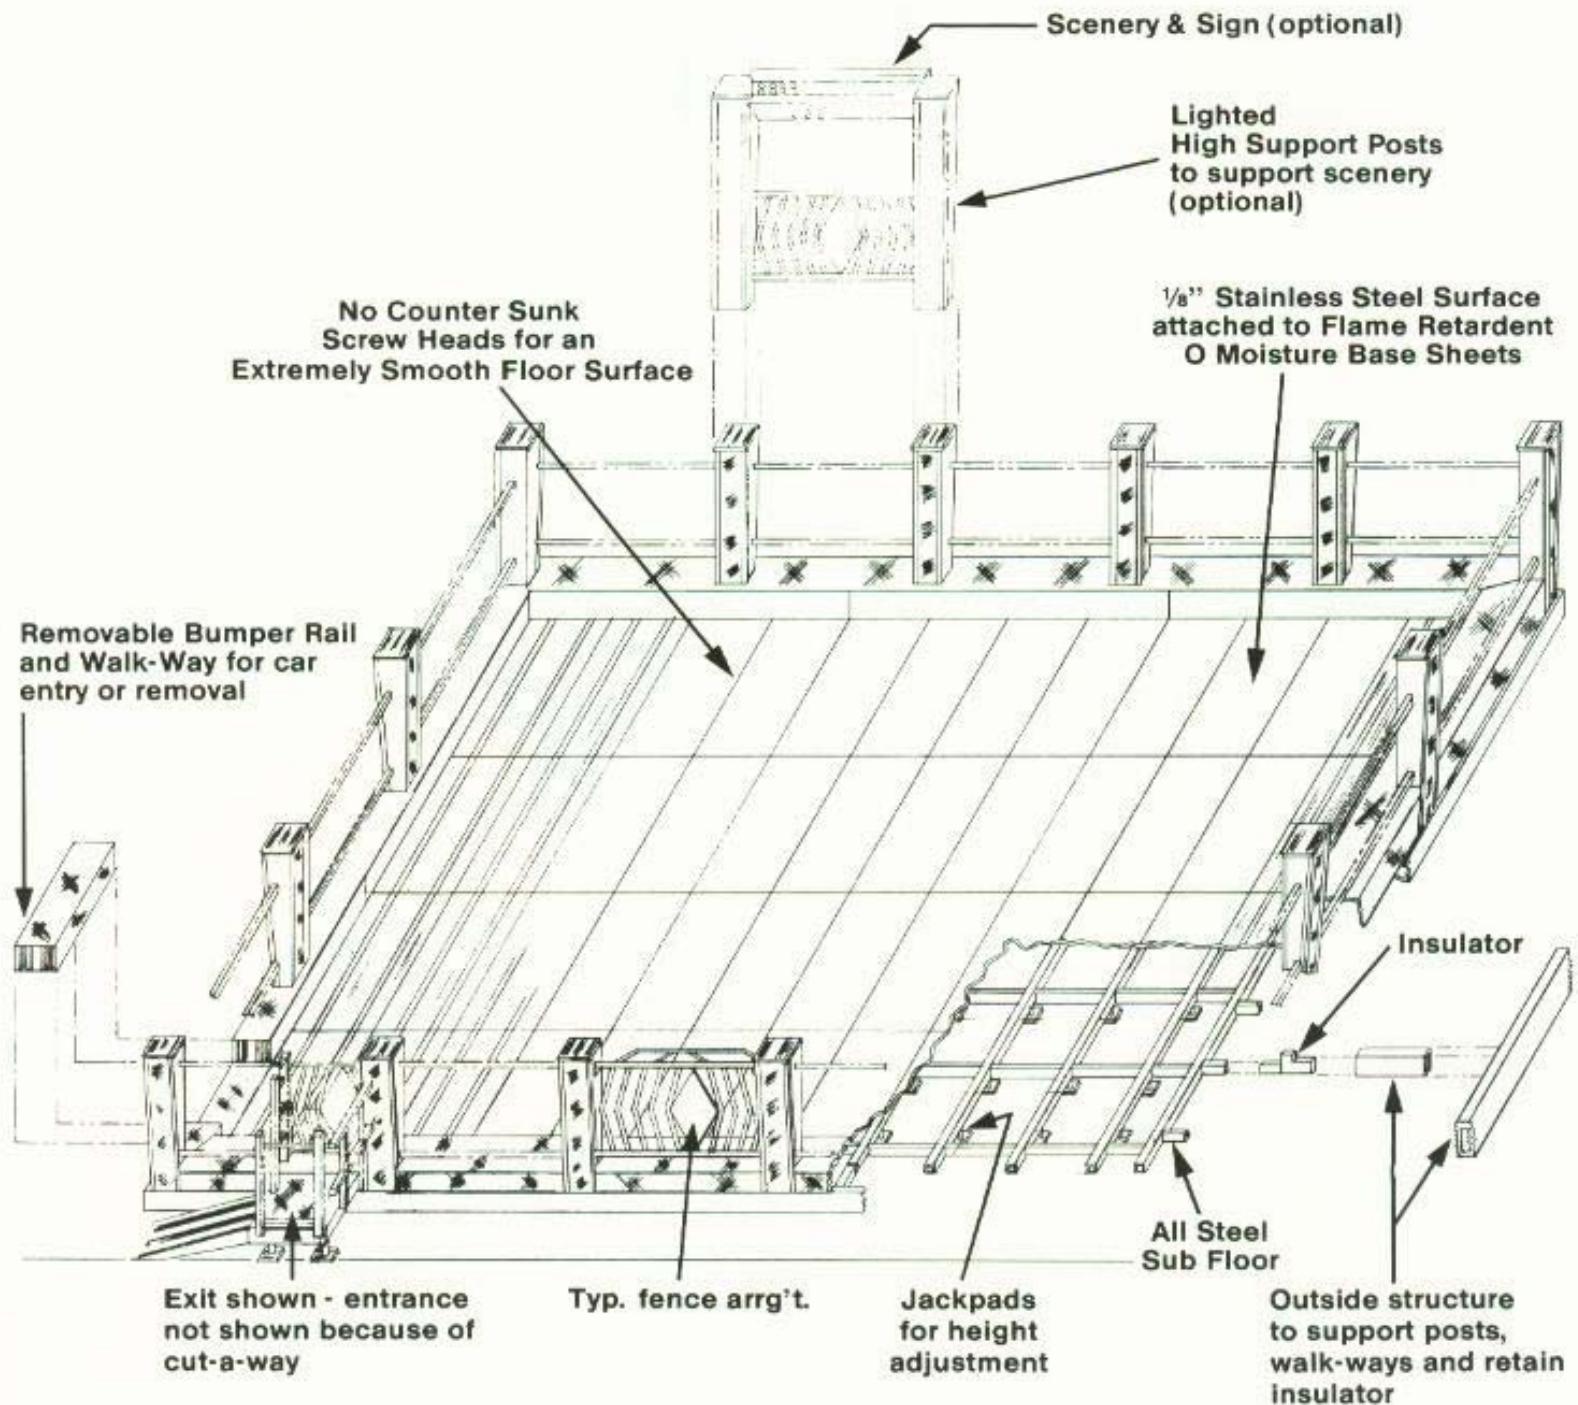 Scenery & Sign (optional)
Lighted
High Support Posts
to support scenery
(optional)
No Counter Sunk
Screw Heads for an
Extremely Smooth Floor Surface
⅛’’ Stainless Steel Surface
attached to Flame Retardent
O Moisture Base Sheets
Removable Bumper Rail
and Walk-Way for car
entry or removal
Insulator
All Steel
Sub Floor
Exit shown - entrance
not shown because of
cut-a-way
Typ. fence arrg't.
Jackpads
for height
adjustment
Outside structure
to support posts,
walk-ways and retain
insulator